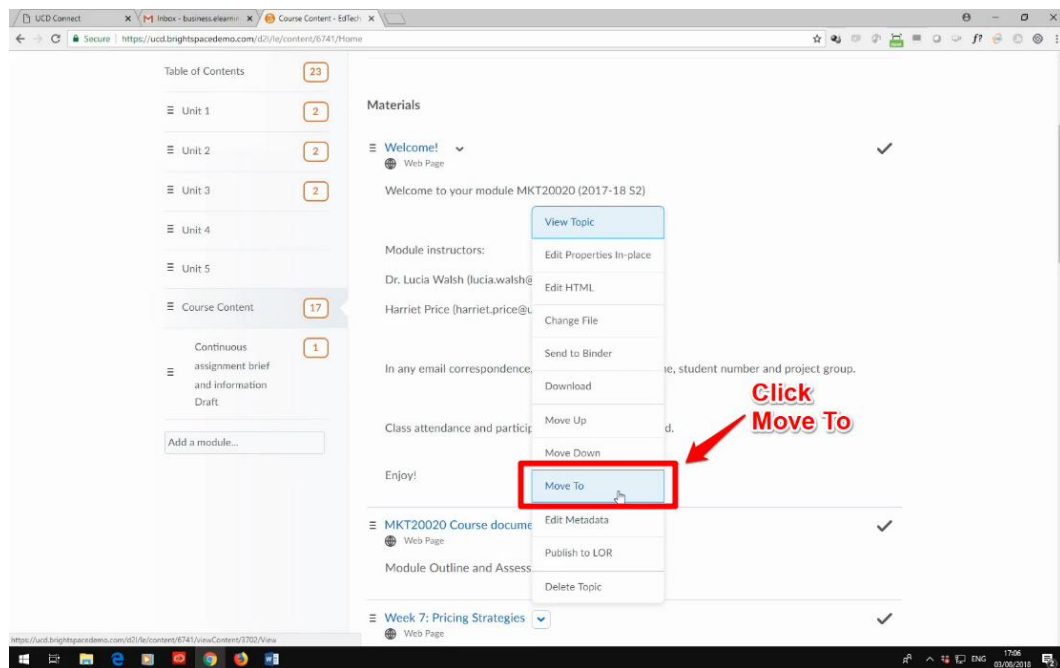 UCD Connect
Inbox - business.elearnin
Course Content - EdTech
Secure | https://ucd.brightspacedemo.com/d2l/le/content/6741/Home
Table of Contents 23
Unit 1 2
Unit 2 2
Unit 3 2
Unit 4
Unit 5
Course Content 17
Continuous 1
assignment brief
and information
Draft
Add a module...
Materials
Welcome!
Web Page
Welcome to your module MKT20020 (2017-18 S2)
Module instructors:
Dr. Lucia Walsh (lucia.walsh@
Harriet Price (harriet.price@u
In any email correspondence, e, student number and project group.
Class attendance and particip d.
Enjoy!
View Topic
Edit Properties In-place
Edit HTML
Change File
Send to Binder
Download
Move Up
Move Down
Move To
Edit Metadata
Publish to LOR
Delete Topic
Click
Move To
MKT20020 Course docume
Web Page
Module Outline and Assess
Week 7: Pricing Strategies
Web Page
https://ucd.brightspacedemo.com/d2l/le/content/6741/viewContent/3702/View
f?
ENG
17:06
03/08/2018